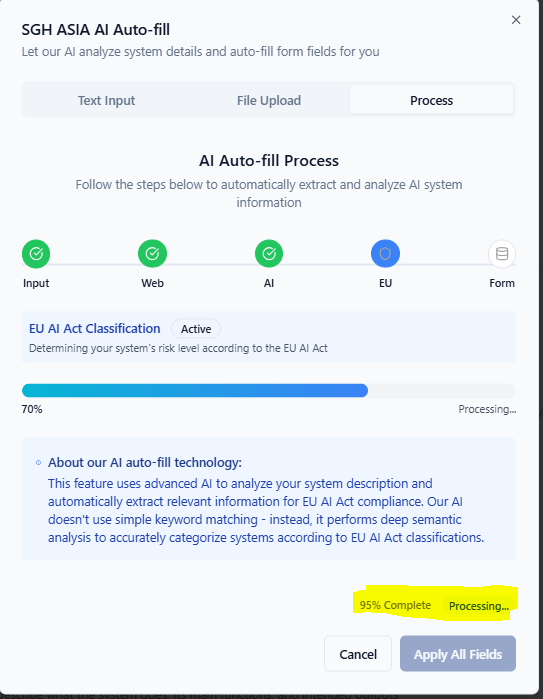 SGH ASIA AI Auto-fill
Let our AI analyze system details and auto-fill form fields for you
Text Input File Upload Process
AI Auto-fill Process
Follow the steps below to automatically extract and analyze AI system
information
Input Web AI EU Form
EU AI Act Classification Active
Determining your system's risk level according to the EU AI Act
70% Processing...
About our AI auto-fill technology:
This feature uses advanced AI to analyze your system description and
automatically extract relevant information for EU AI Act compliance. Our AI
doesn't use simple keyword matching - instead, it performs deep semantic
analysis to accurately categorize systems according to EU AI Act classifications.
95% Complete Processing...
Cancel Apply All Fields